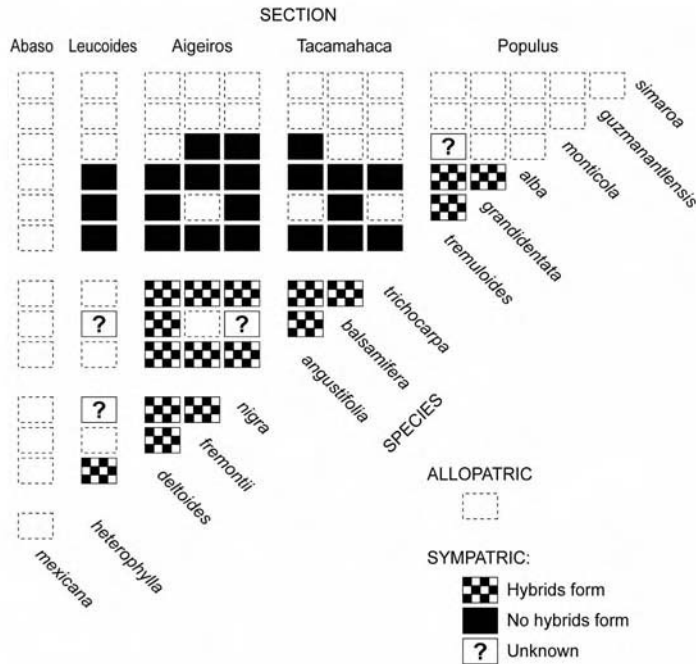 SECTION
Abaso Leucoides Aigeiros Tacamahaca Populus
simaroa
guzmanantlensis
?
monticola
alba
grandidentata
tremuloides
trichocarpa
? ?
balsamifera
angustifolia
SPECIES
?
nigra
fremontii
deltoides
heterophylla
mexicana
ALLOPATRIC
SYMPATRIC:
Hybrids form
No hybrids form
? Unknown